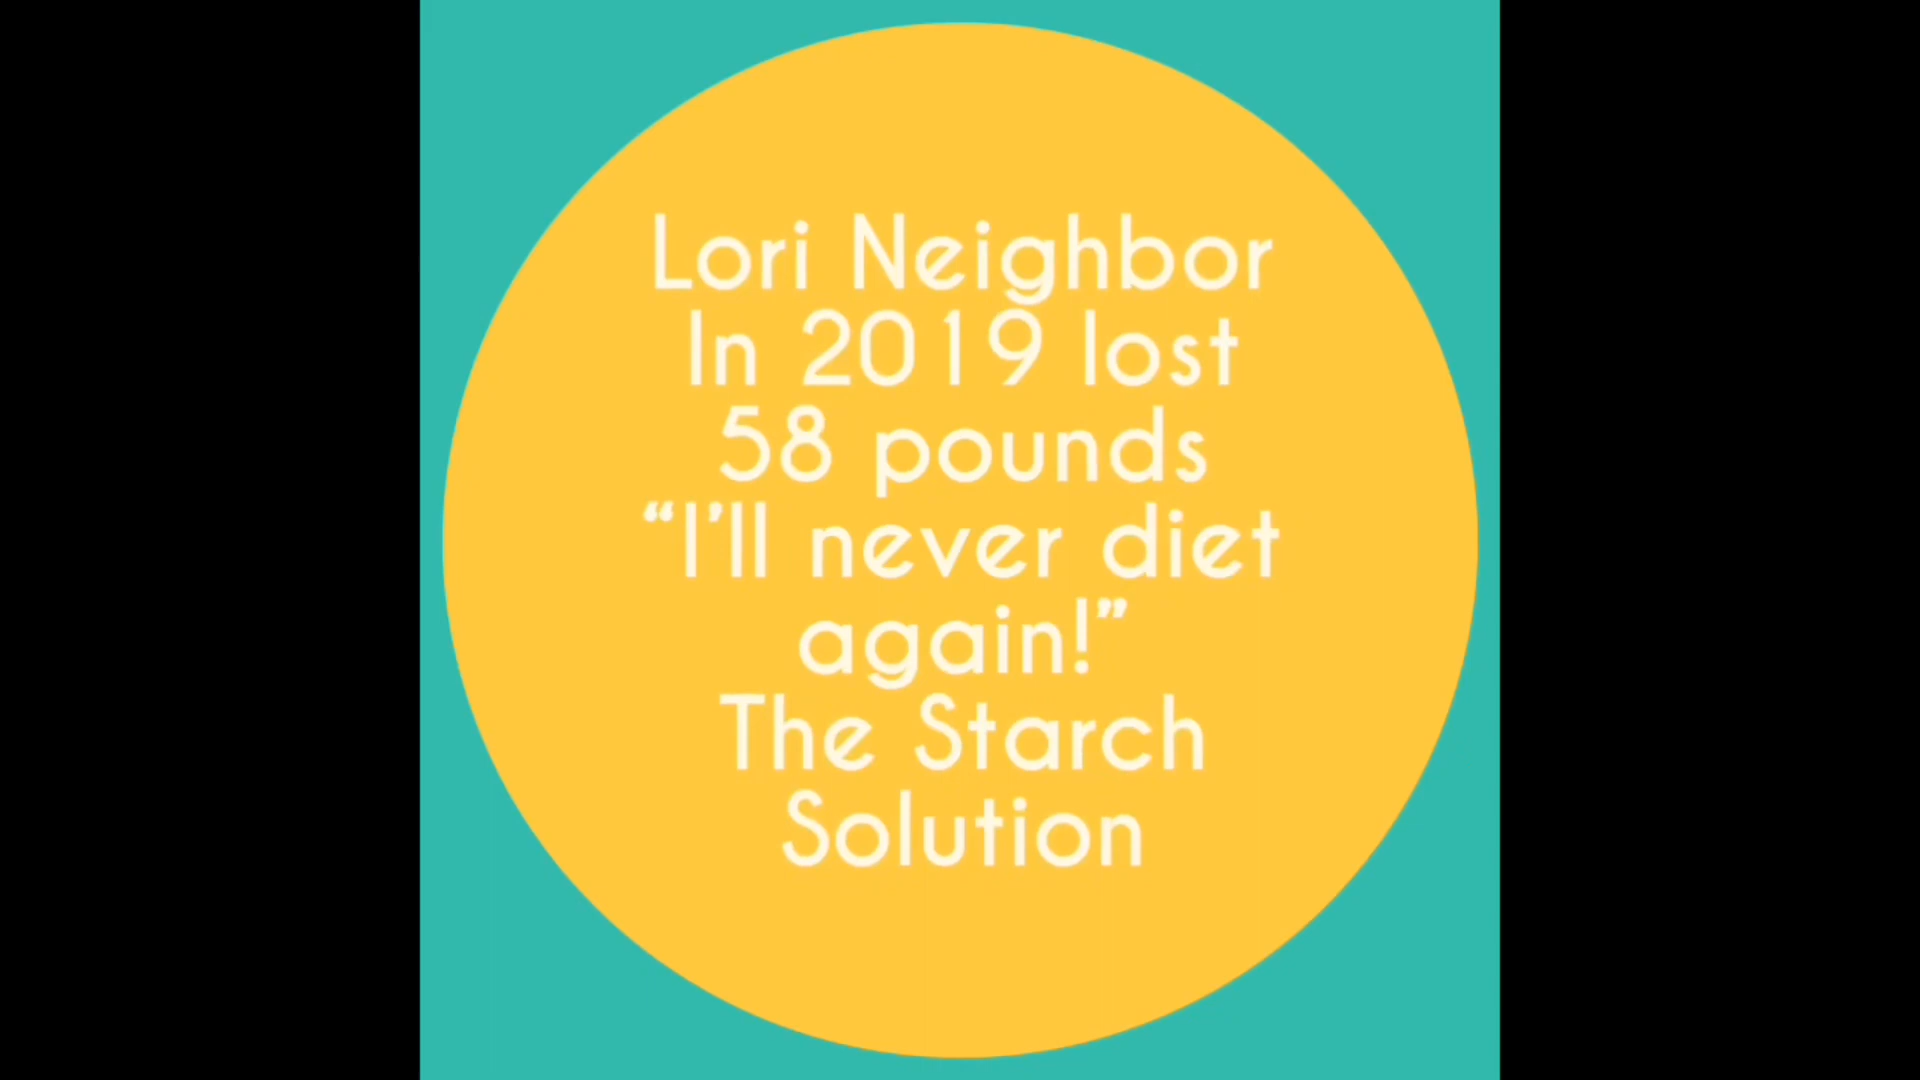 Lori Neighbor
In 2019 lost
58 pounds
“I’ll never diet
again!”
The Starch
Solution